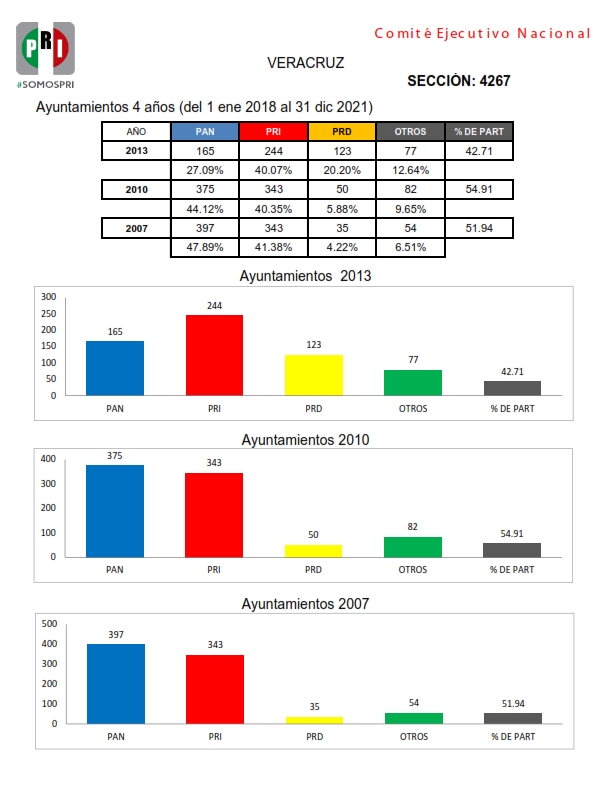 Comité Ejecutivo Nacional
PRI
#SOMOSPRI
VERACRUZ
SECCIÓN: 4267
Ayuntamientos 4 años (del 1 ene 2018 al 31 dic 2021)
AÑO PAN PRI PRD OTROS % DE PART
2013 165 244 123 77 42.71
27.09% 40.07% 20.20% 12.64%
2010 375 343 50 82 54.91
44.12% 40.35% 5.88% 9.65%
2007 397 343 35 54 51.94
47.89% 41.38% 4.22% 6.51%
Ayuntamientos 2013
300
250
200
150
100
50
0
165 244 123 77 42.71
PAN PRI PRD OTROS % DE PART
Ayuntamientos 2010
400
300
200
100
0
375 343 50 82 54.91
PAN PRI PRD OTROS % DE PART
Ayuntamientos 2007
500
400
300
200
100
0
397 343 35 54 51.94
PAN PRI PRD OTROS % DE PART